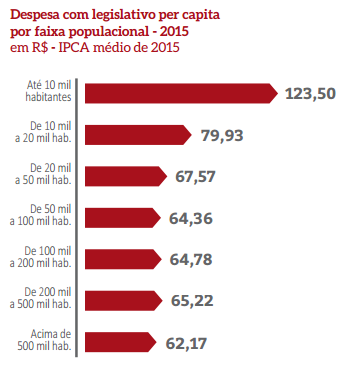 Despesa com legislativo per capita
por faixa populacional - 2015
em R$ - IPCA médio de 2015
Até 10 mil
habitantes
123,50
De 10 mil
a 20 mil hab.
79,93
De 20 mil
a 50 mil hab.
67,57
De 50 mil
a 100 mil hab.
64,36
De 100 mil
a 200 mil hab.
64,78
De 200 mil
a 500 mil hab.
65,22
Acima de
500 mil hab.
62,17